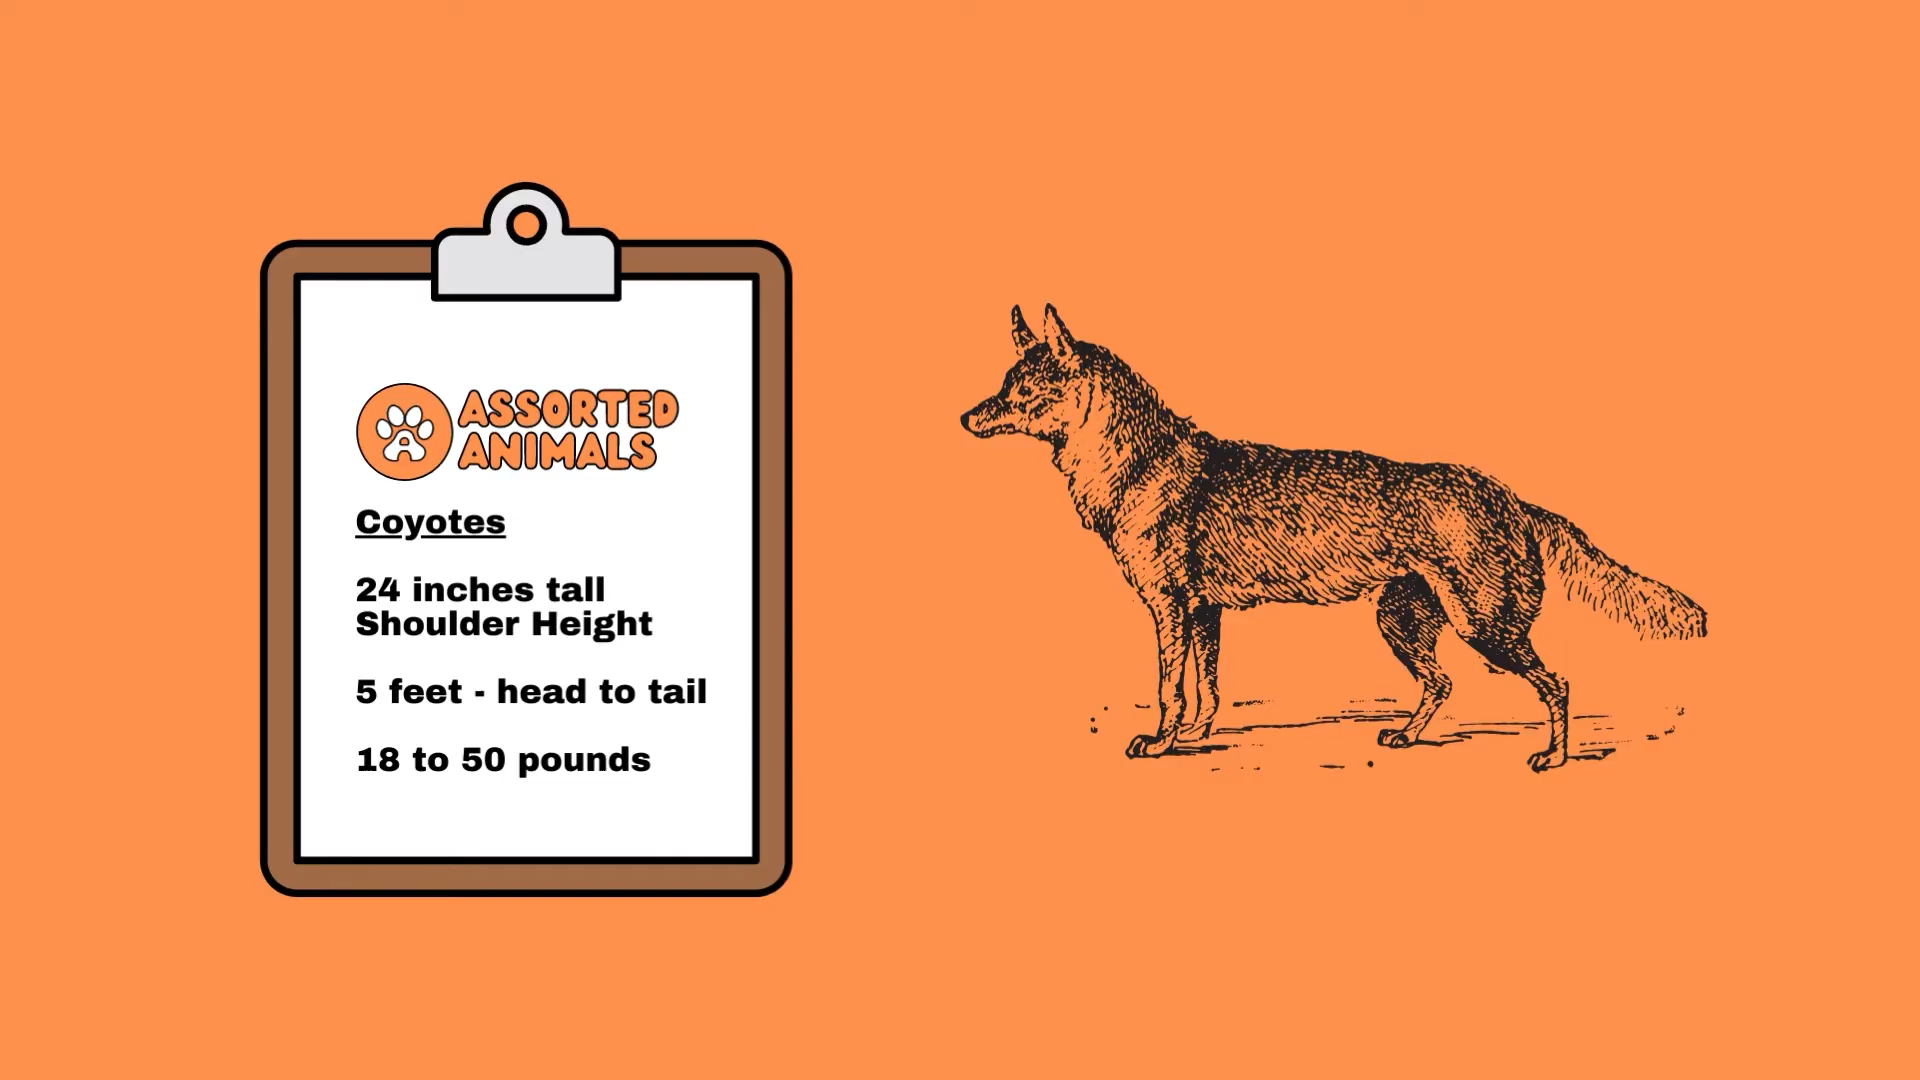 ASSORTED
ANIMALS
Coyotes
24 inches tall
Shoulder Height
5 feet - head to tail
18 to 50 pounds